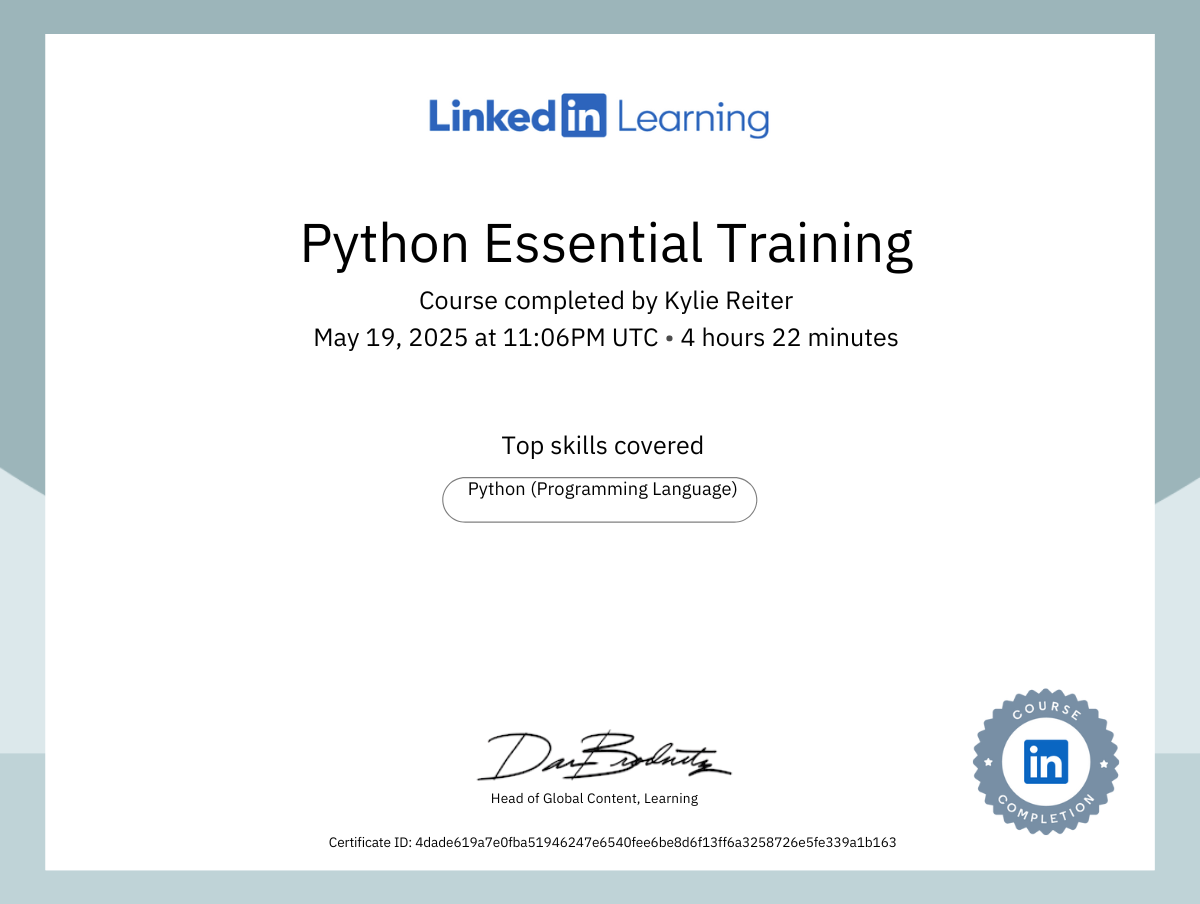 Linkedin Learning
Python Essential Training
Course completed by Kylie Reiter
May 19, 2025 at 11:06PM UTC • 4 hours 22 minutes
Top skills covered
Python (Programming Language)
COURSE
in
COMPLETION
Dan Brodnitz
Head of Global Content, Learning
Certificate ID: 4dade619a7e0fba51946247e6540fee6be8d6f13ff6a3258726e5fe339a1b163